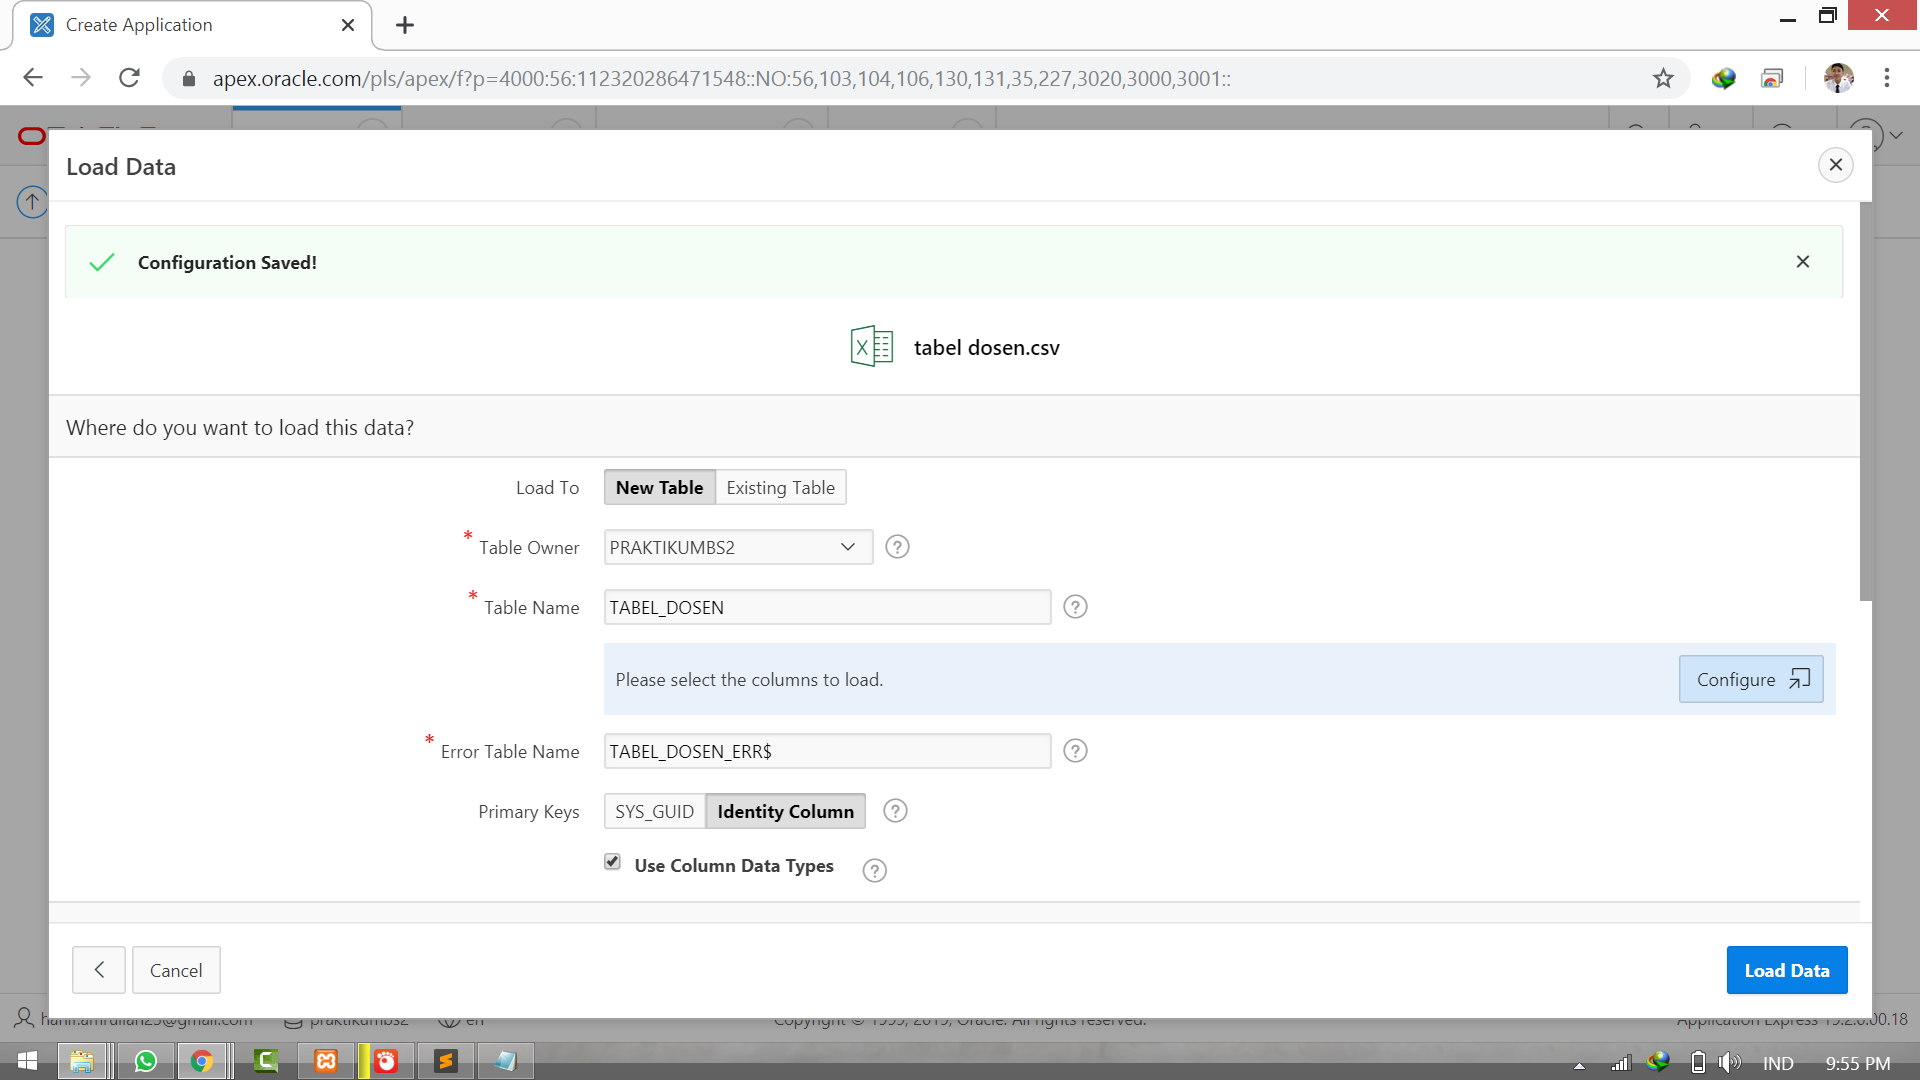 Create Application
apex.oracle.com/pls/apex/f?p=4000:56:112320286471548::NO:56,103,104,106,130,131,35,227,3020,3000,3001::
Load Data
Configuration Saved!
tabel dosen.csv
Where do you want to load this data?
Load To New Table Existing Table
* Table Owner PRAKTIKUMBS2 ?
* Table Name TABEL_DOSEN ?
Please select the columns to load. Configure
* Error Table Name TABEL_DOSEN_ERR$ ?
Primary Keys SYS_GUID Identity Column ?
Use Column Data Types ?
Cancel Load Data
hanif.amrullah25@gmail.com praktikumbs2 en Copyright © 1999, 2019, Oracle. All rights reserved. Application Express 19.2.0.00.18
IND 9:55 PM